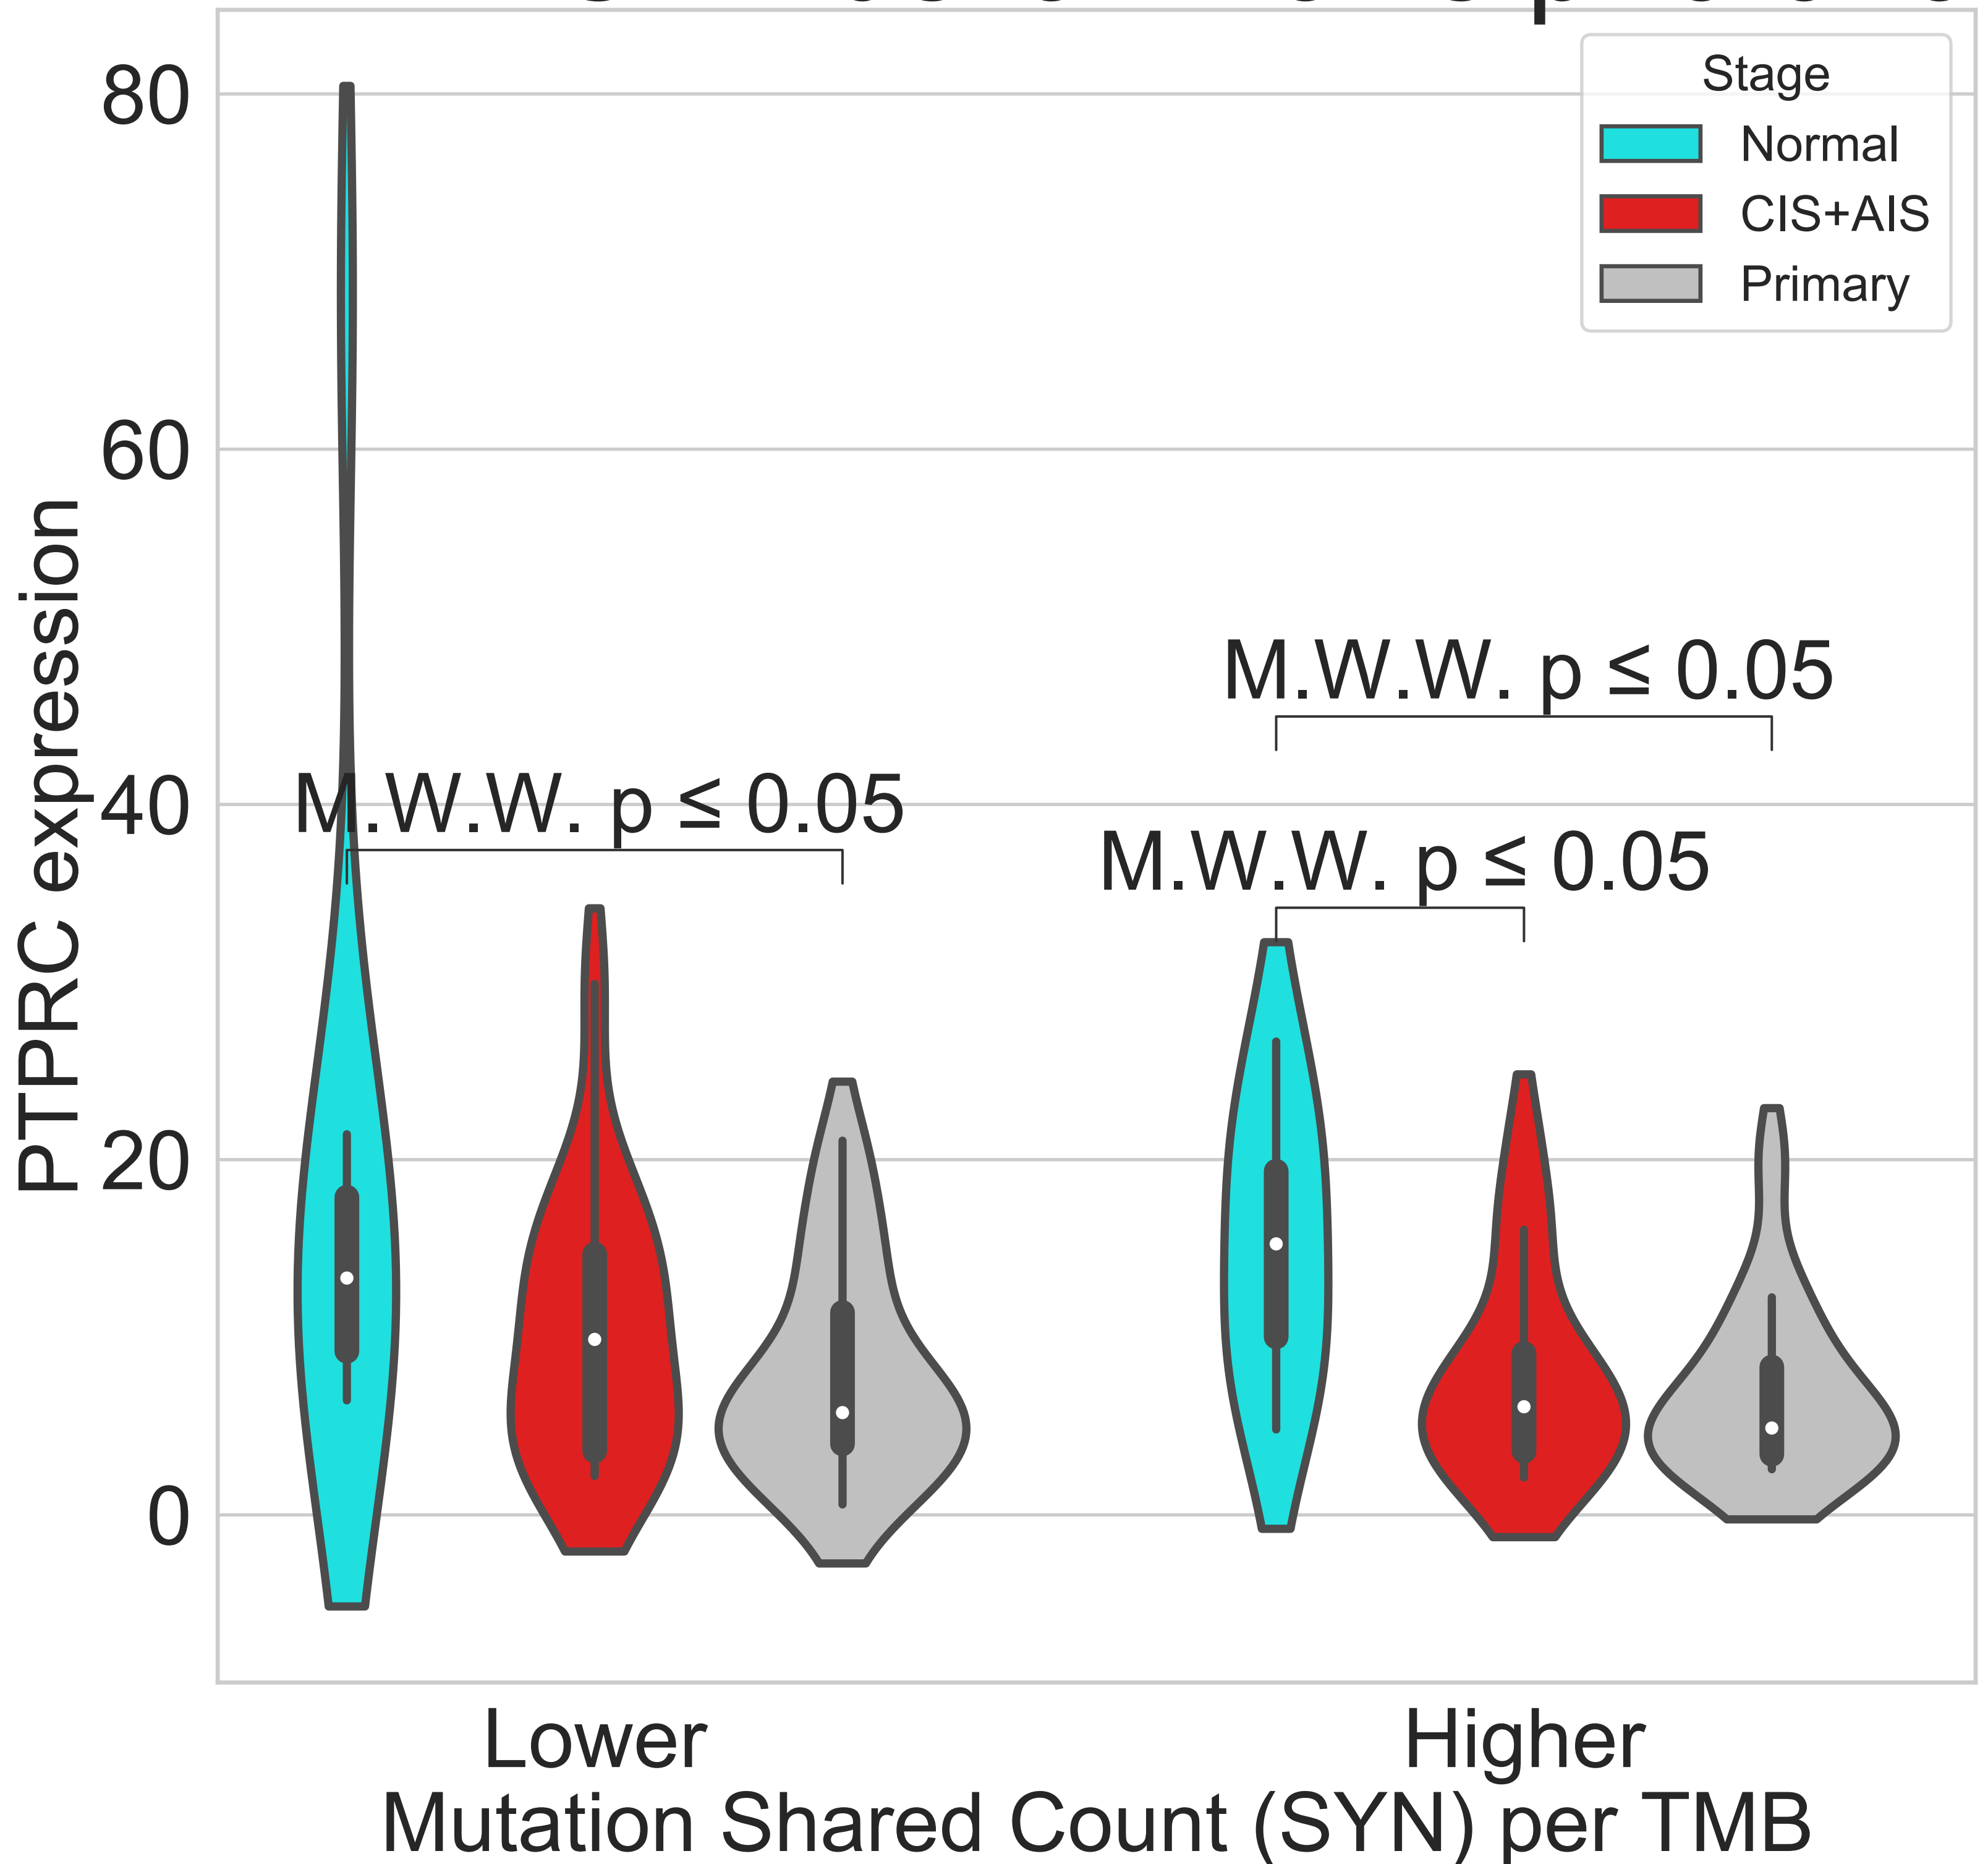 Stage
Normal
CIS+AIS
Primary
80
60
40
20
0
PTPRC expression
M.W.W. p ≤ 0.05
M.W.W. p ≤ 0.05
M.W.W. p ≤ 0.05
Lower
Higher
Mutation Shared Count (SYN) per TMB